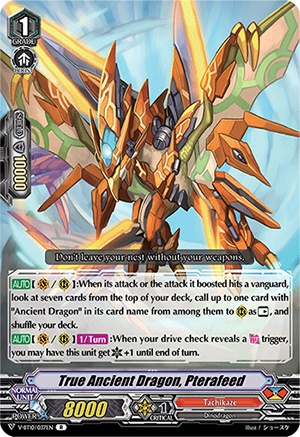 1
GRADE
BOOST
10000
Don't leave your nest without your weapons.
AUTO [ ]:When its attack or the attack it boosted hits a vanguard,
look at seven cards from the top of your deck, call up to one card with
"Ancient Dragon" in its card name from among them to as , and
shuffle your deck.
AUTO [ ] 1/Turn :When your drive check reveals a trigger,
you may have this unit get +1 until end of turn.
NORMAL
UNIT
True Ancient Dragon, Pterafeed
POWER
8000
1
CRITICAL
Tachikaze
Dinodragon
V-BT10/037EN R
Illust / ショースケ